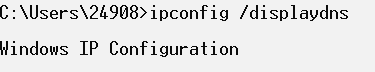 C:\Users\24908>ipconfig /displaydns
Windows IP Configuration